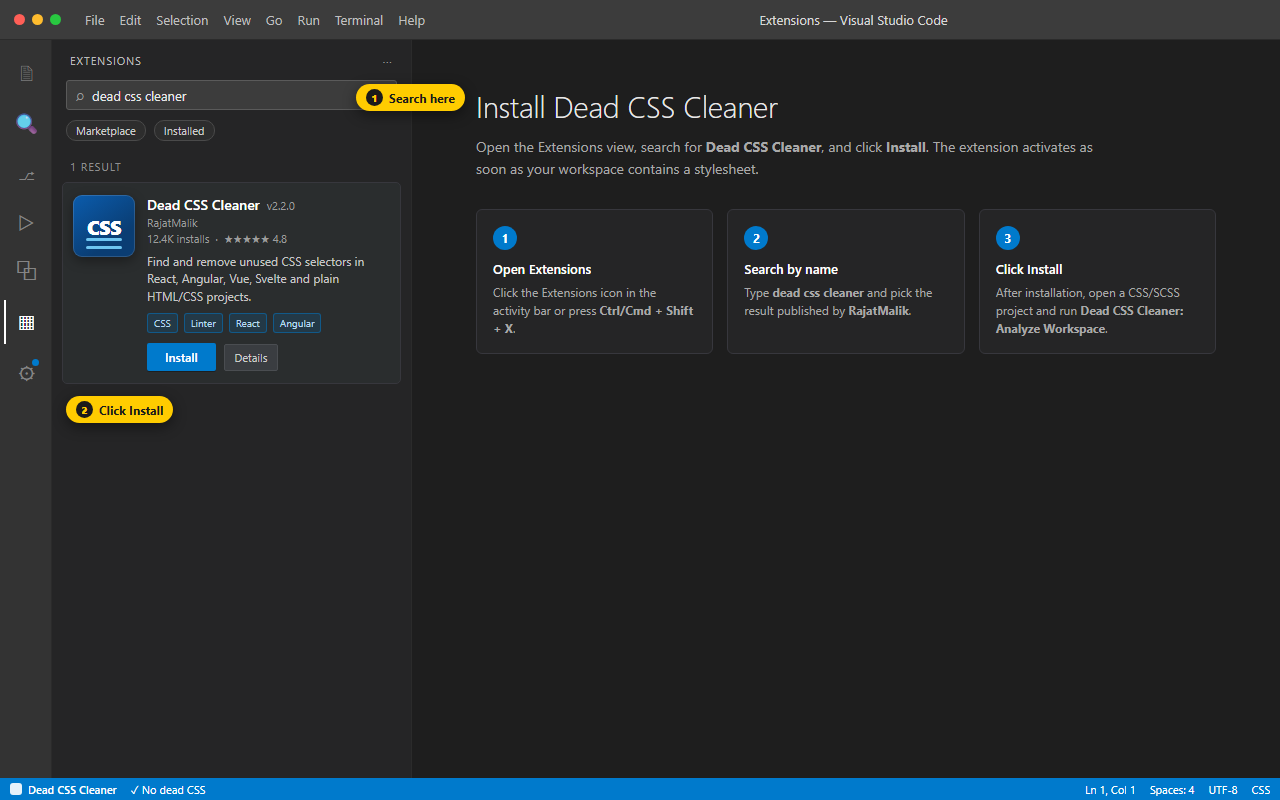 File Edit Selection View Go Run Terminal Help
Extensions — Visual Studio Code
EXTENSIONS ...
dead css cleaner
1 Search here
Marketplace Installed
1 RESULT
CSS
Dead CSS Cleaner v2.2.0
RajatMalik
12.4K installs · ★★★★★ 4.8
Find and remove unused CSS selectors in
React, Angular, Vue, Svelte and plain
HTML/CSS projects.
CSS Linter React Angular
Install Details
2 Click Install
Install Dead CSS Cleaner
Open the Extensions view, search for Dead CSS Cleaner, and click Install. The extension activates as
soon as your workspace contains a stylesheet.
1
Open Extensions
Click the Extensions icon in the
activity bar or press Ctrl/Cmd + Shift
+ X.
2
Search by name
Type dead css cleaner and pick the
result published by RajatMalik.
3
Click Install
After installation, open a CSS/SCSS
project and run Dead CSS Cleaner:
Analyze Workspace.
Dead CSS Cleaner ✓ No dead CSS
Ln 1, Col 1 Spaces: 4 UTF-8 CSS